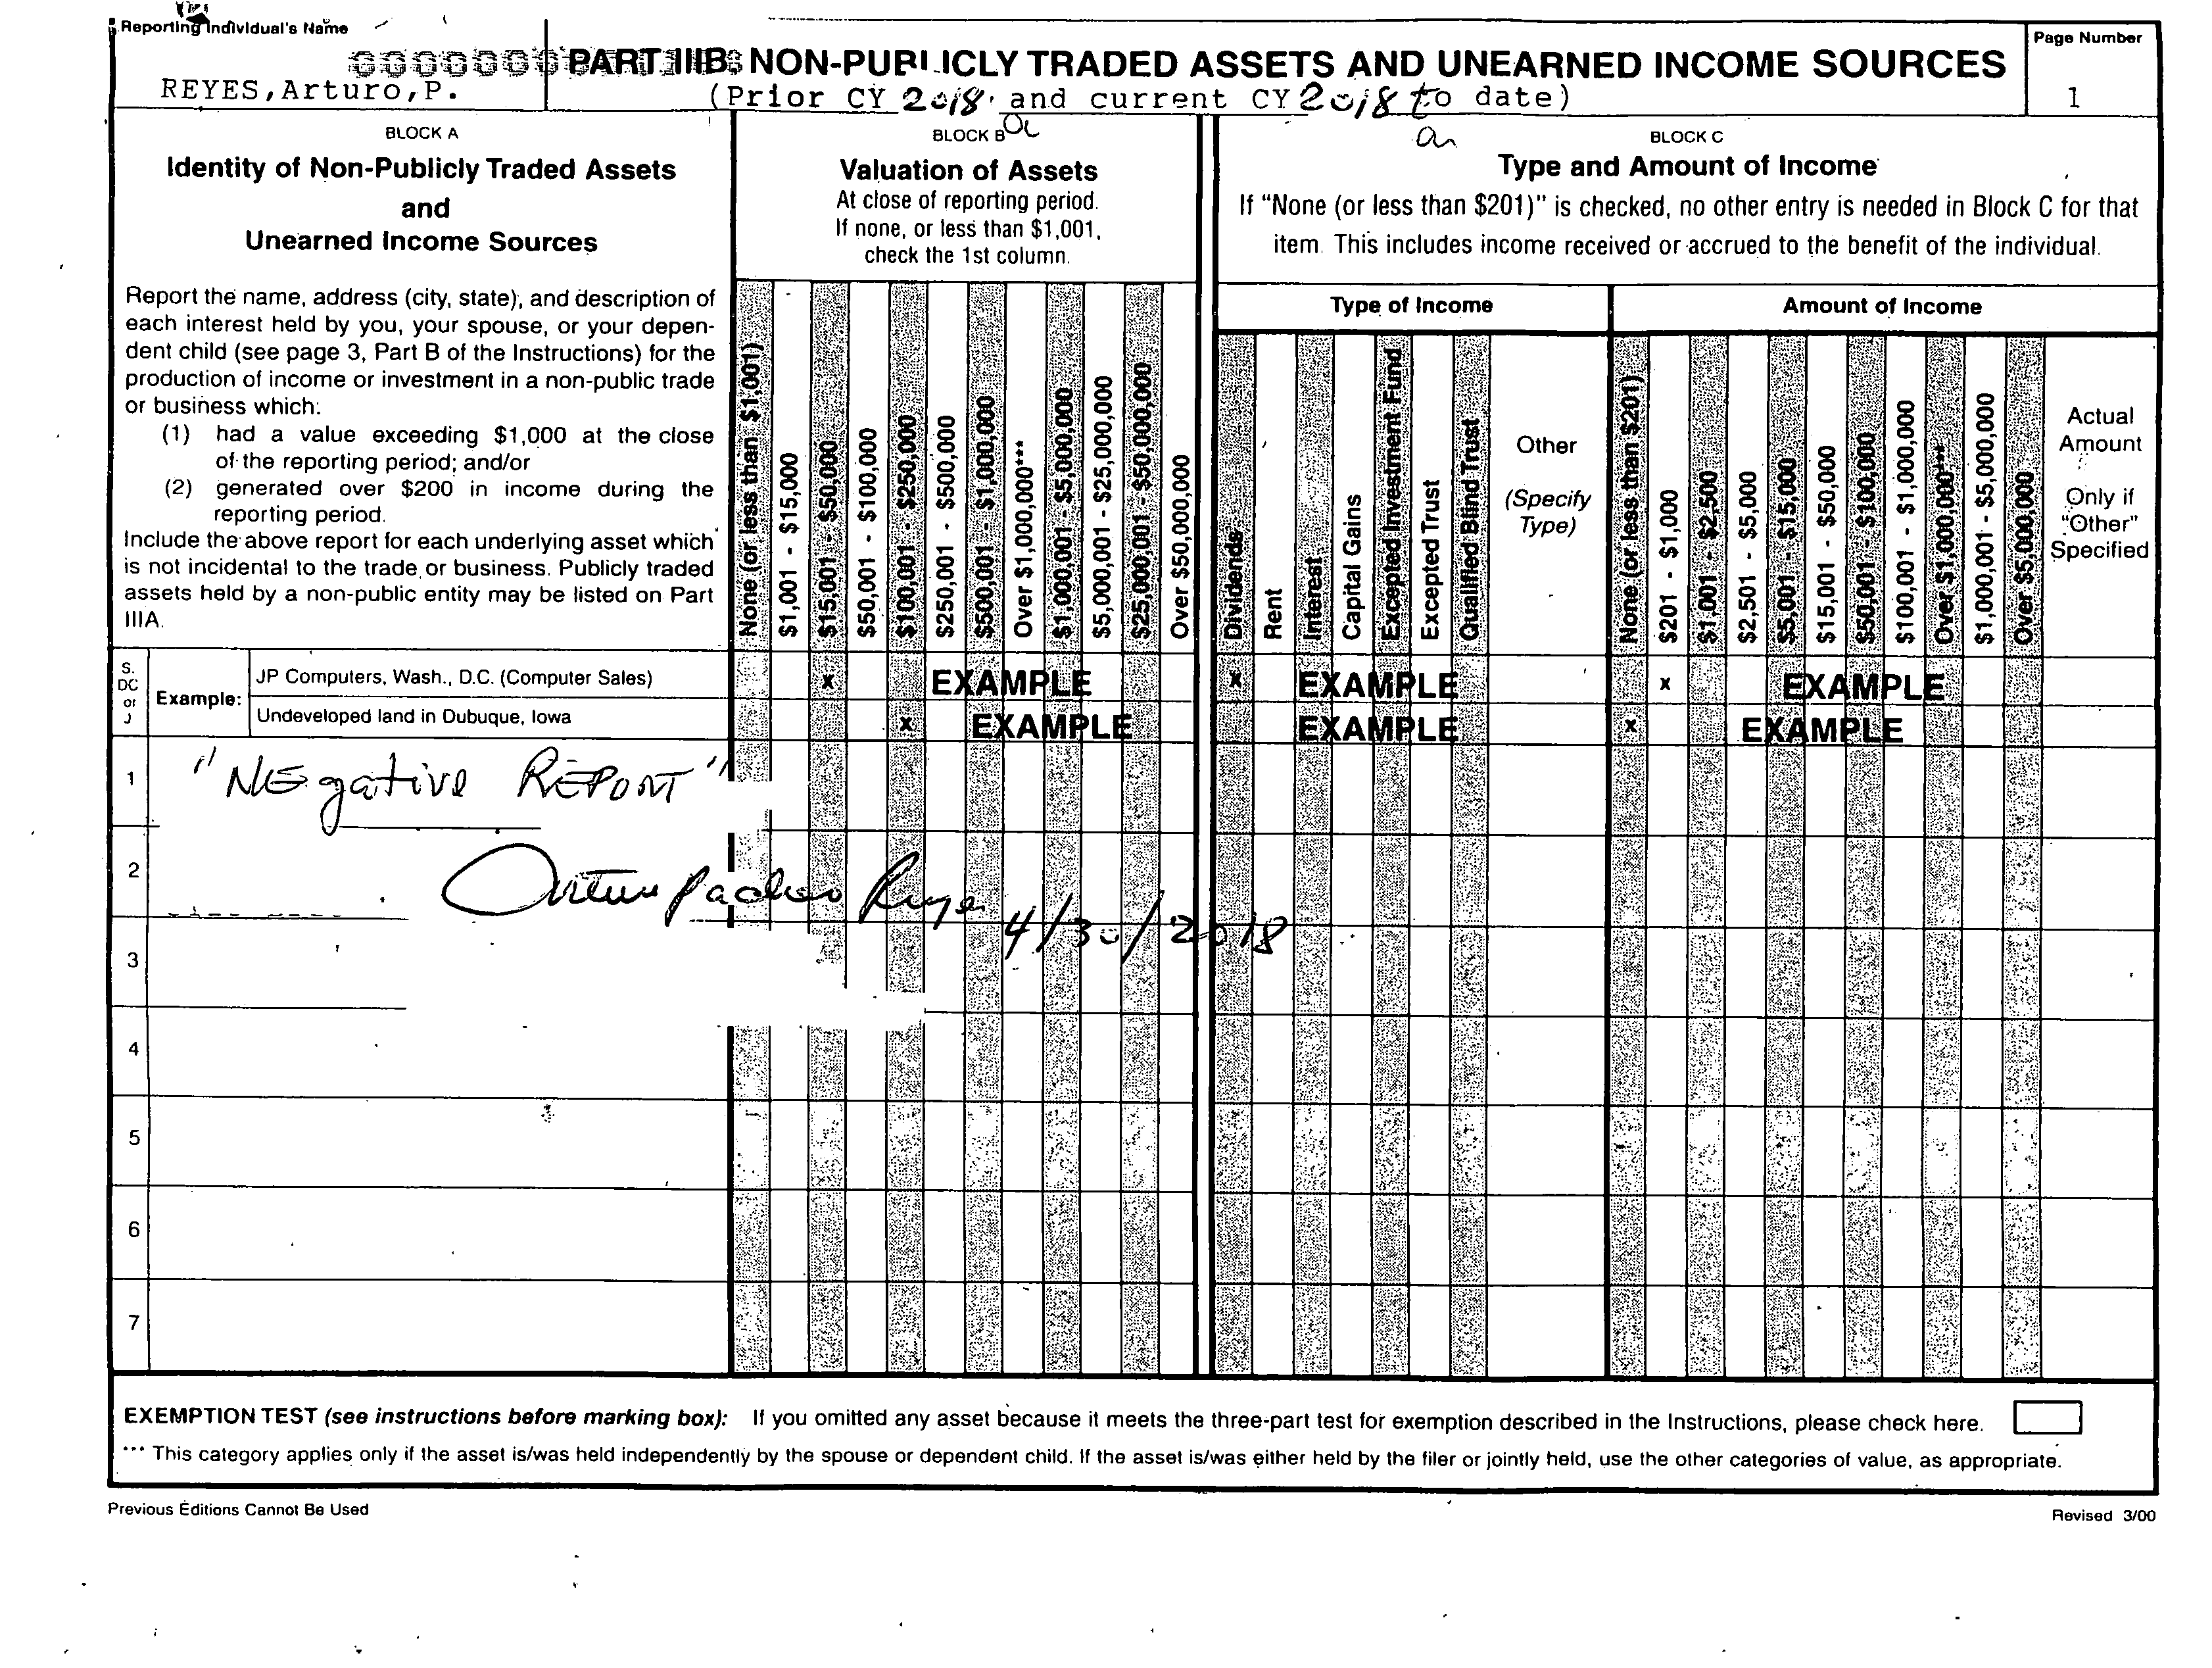 Reporting Individual's Name
REYES,Arturo,P.
PART IIIB: NON-PUBLICLY TRADED ASSETS AND UNEARNED INCOME SOURCES
(Prior CY 2018 and current CY 2018 to date)
Page Number
1
BLOCK A
Identity of Non-Publicly Traded Assets
and
Unearned Income Sources
Report the name, address (city, state), and description of
each interest held by you, your spouse, or your depen-
dent child (see page 3, Part B of the Instructions) for the
production of income or investment in a non-public trade
or business which:
(1) had a value exceeding $1,000 at the close
of the reporting period; and/or
(2) generated over $200 in income during the
reporting period.
Include the above report for each underlying asset which
is not incidental to the trade or business. Publicly traded
assets held by a non-public entity may be listed on Part
IIIA.
BLOCK B
Valuation of Assets
At close of reporting period.
If none, or less than $1,001,
check the 1st column.
None (or less than $1,001)
$1,001 - $15,000
$15,001 - $50,000
$50,001 - $100,000
$100,001 - $250,000
$250,001 - $500,000
$500,001 - $1,000,000
Over $1,000,000***
$1,000,001 - $5,000,000
$5,000,001 - $25,000,000
$25,000,001 - $50,000,000
Over $50,000,000
BLOCK C
Type and Amount of Income
If "None (or less than $201)" is checked, no other entry is needed in Block C for that
item. This includes income received or accrued to the benefit of the individual.
Type of Income
Dividends
Rent
Interest
Capital Gains
Excepted Investment Fund
Excepted Trust
Qualified Blind Trust
Other
(Specify
Type)
Amount of Income
None (or less than $201)
$201 - $1,000
$1,001 - $2,500
$2,501 - $5,000
$5,001 - $15,000
$15,001 - $50,000
$50,001 - $100,000
$100,001 - $1,000,000
Over $1,000,000***
$1,000,001 - $5,000,000
Over $5,000,000
Actual
Amount
Only if
"Other"
Specified
S.
DC
or
J
Example:
JP Computers, Wash., D.C. (Computer Sales) x EXAMPLE x EXAMPLE x EXAMPLE
Undeveloped land in Dubuque, Iowa x EXAMPLE EXAMPLE x EXAMPLE
1 "NEgative REPORT"
2 Arturo Pacheo Reyes
4/30/2018
3
4
5
6
7
EXEMPTION TEST (see instructions before marking box): If you omitted any asset because it meets the three-part test for exemption described in the Instructions, please check here.
*** This category applies only if the asset is/was held independently by the spouse or dependent child. If the asset is/was either held by the filer or jointly held, use the other categories of value, as appropriate.
Previous Editions Cannot Be Used
Revised 3/00